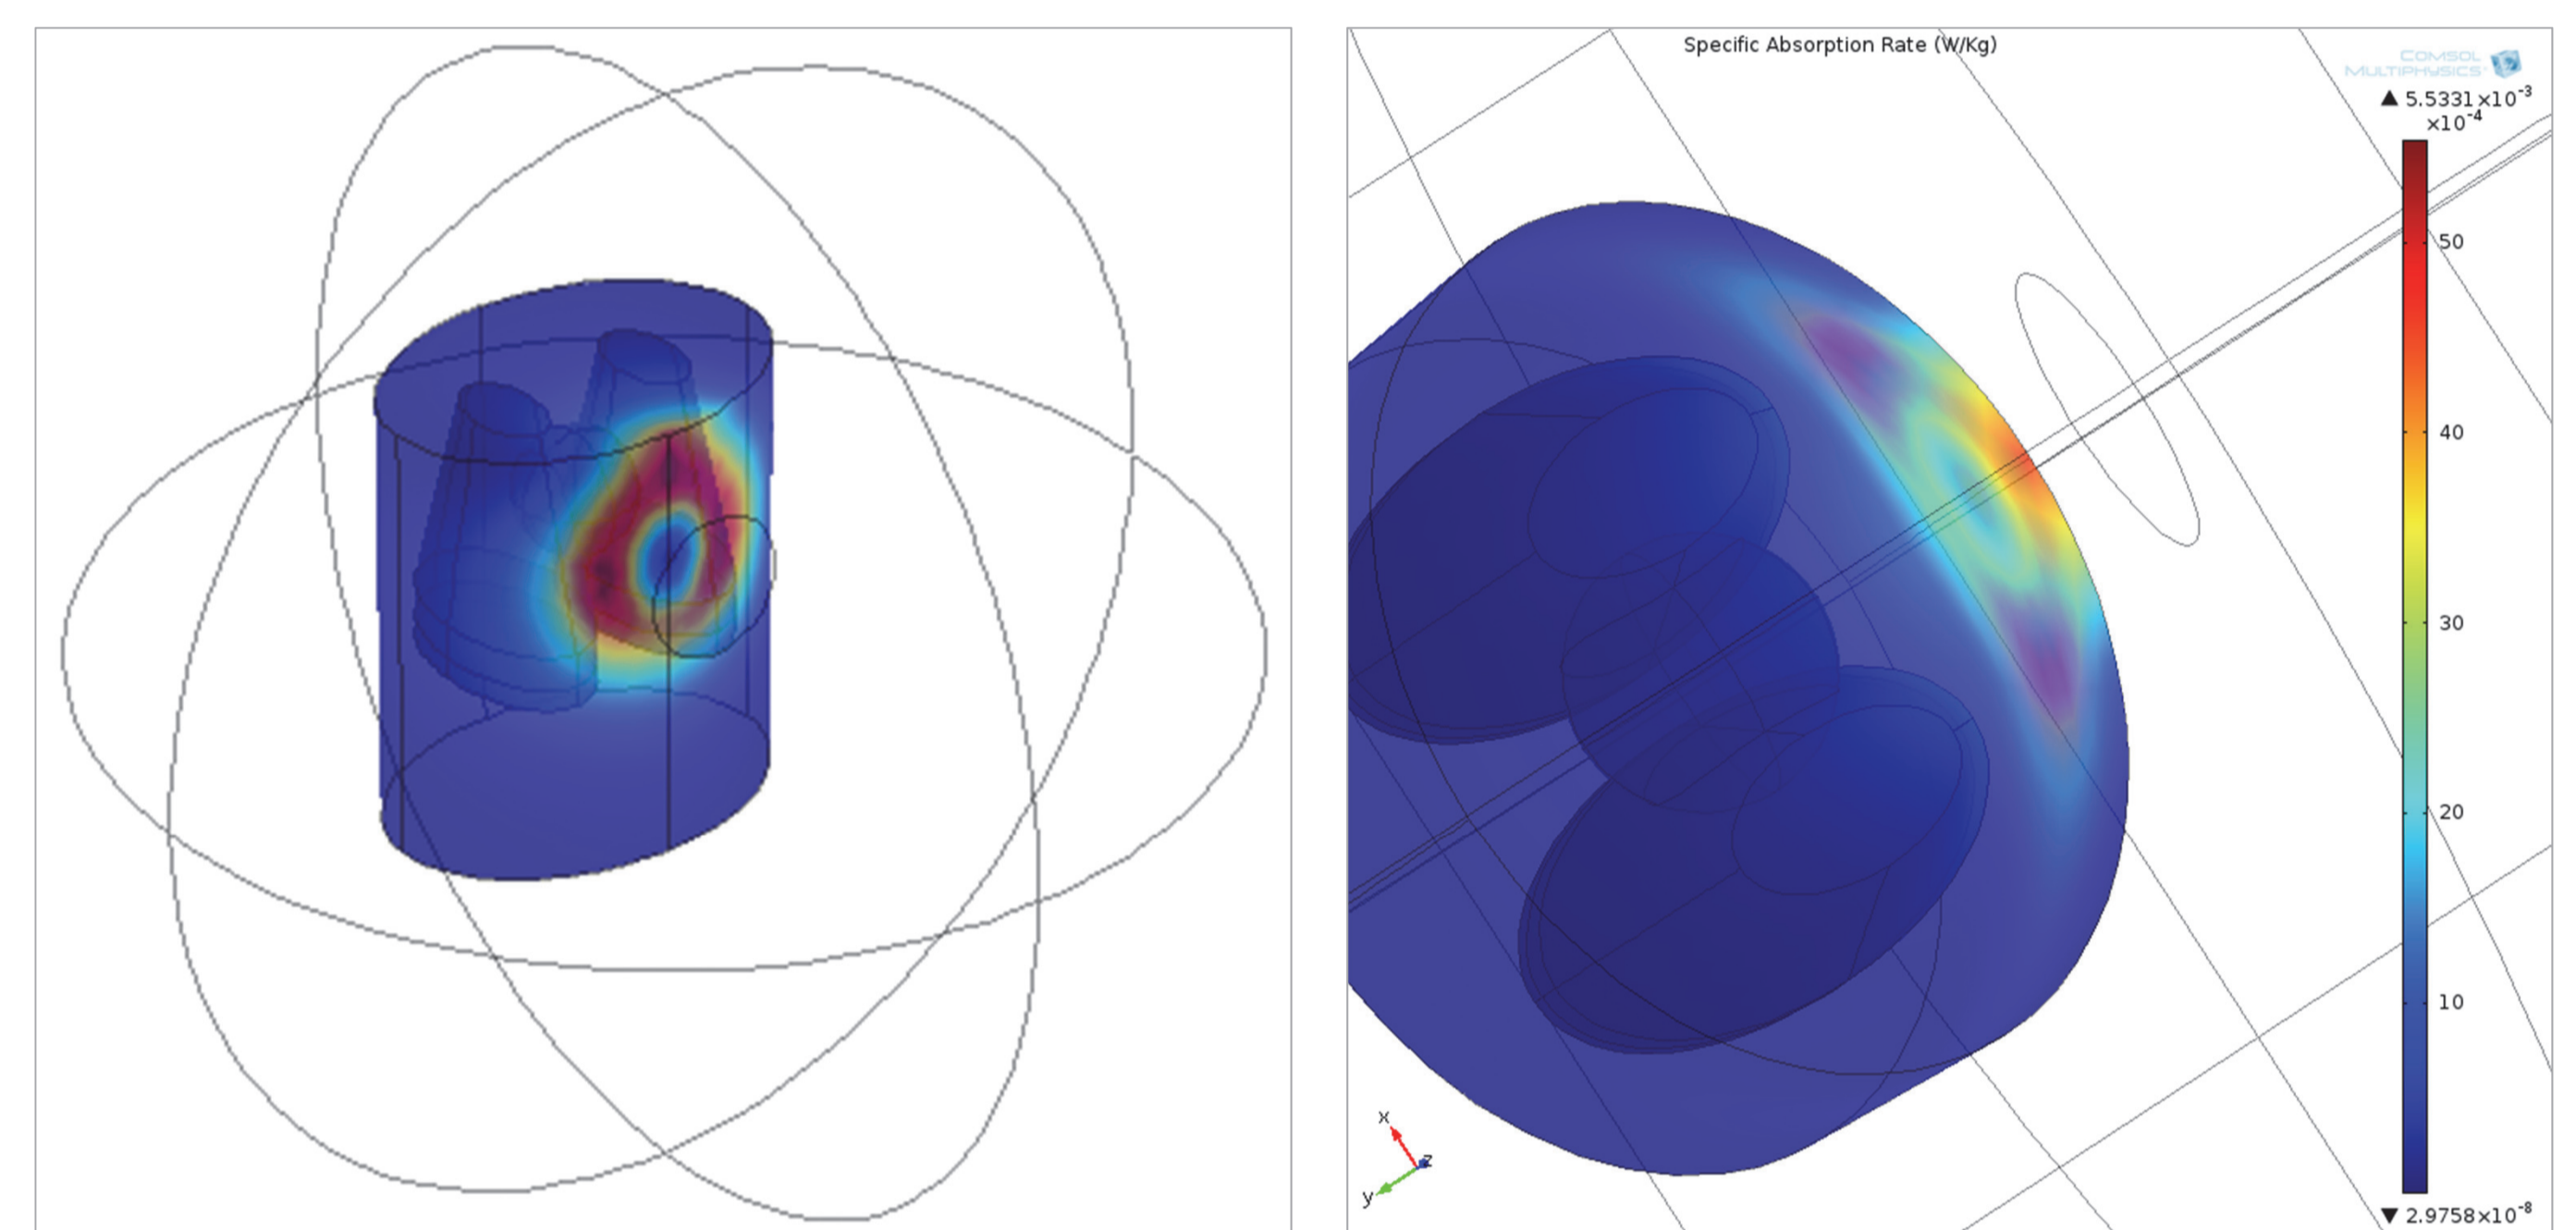 Specific Absorption Rate (W/Kg)
COMSOL
MULTIPHYSICS
▲ 5.5331×10⁻³
×10⁻⁴
50
40
30
20
10
▼ 2.9758×10⁻⁸
x
z
y